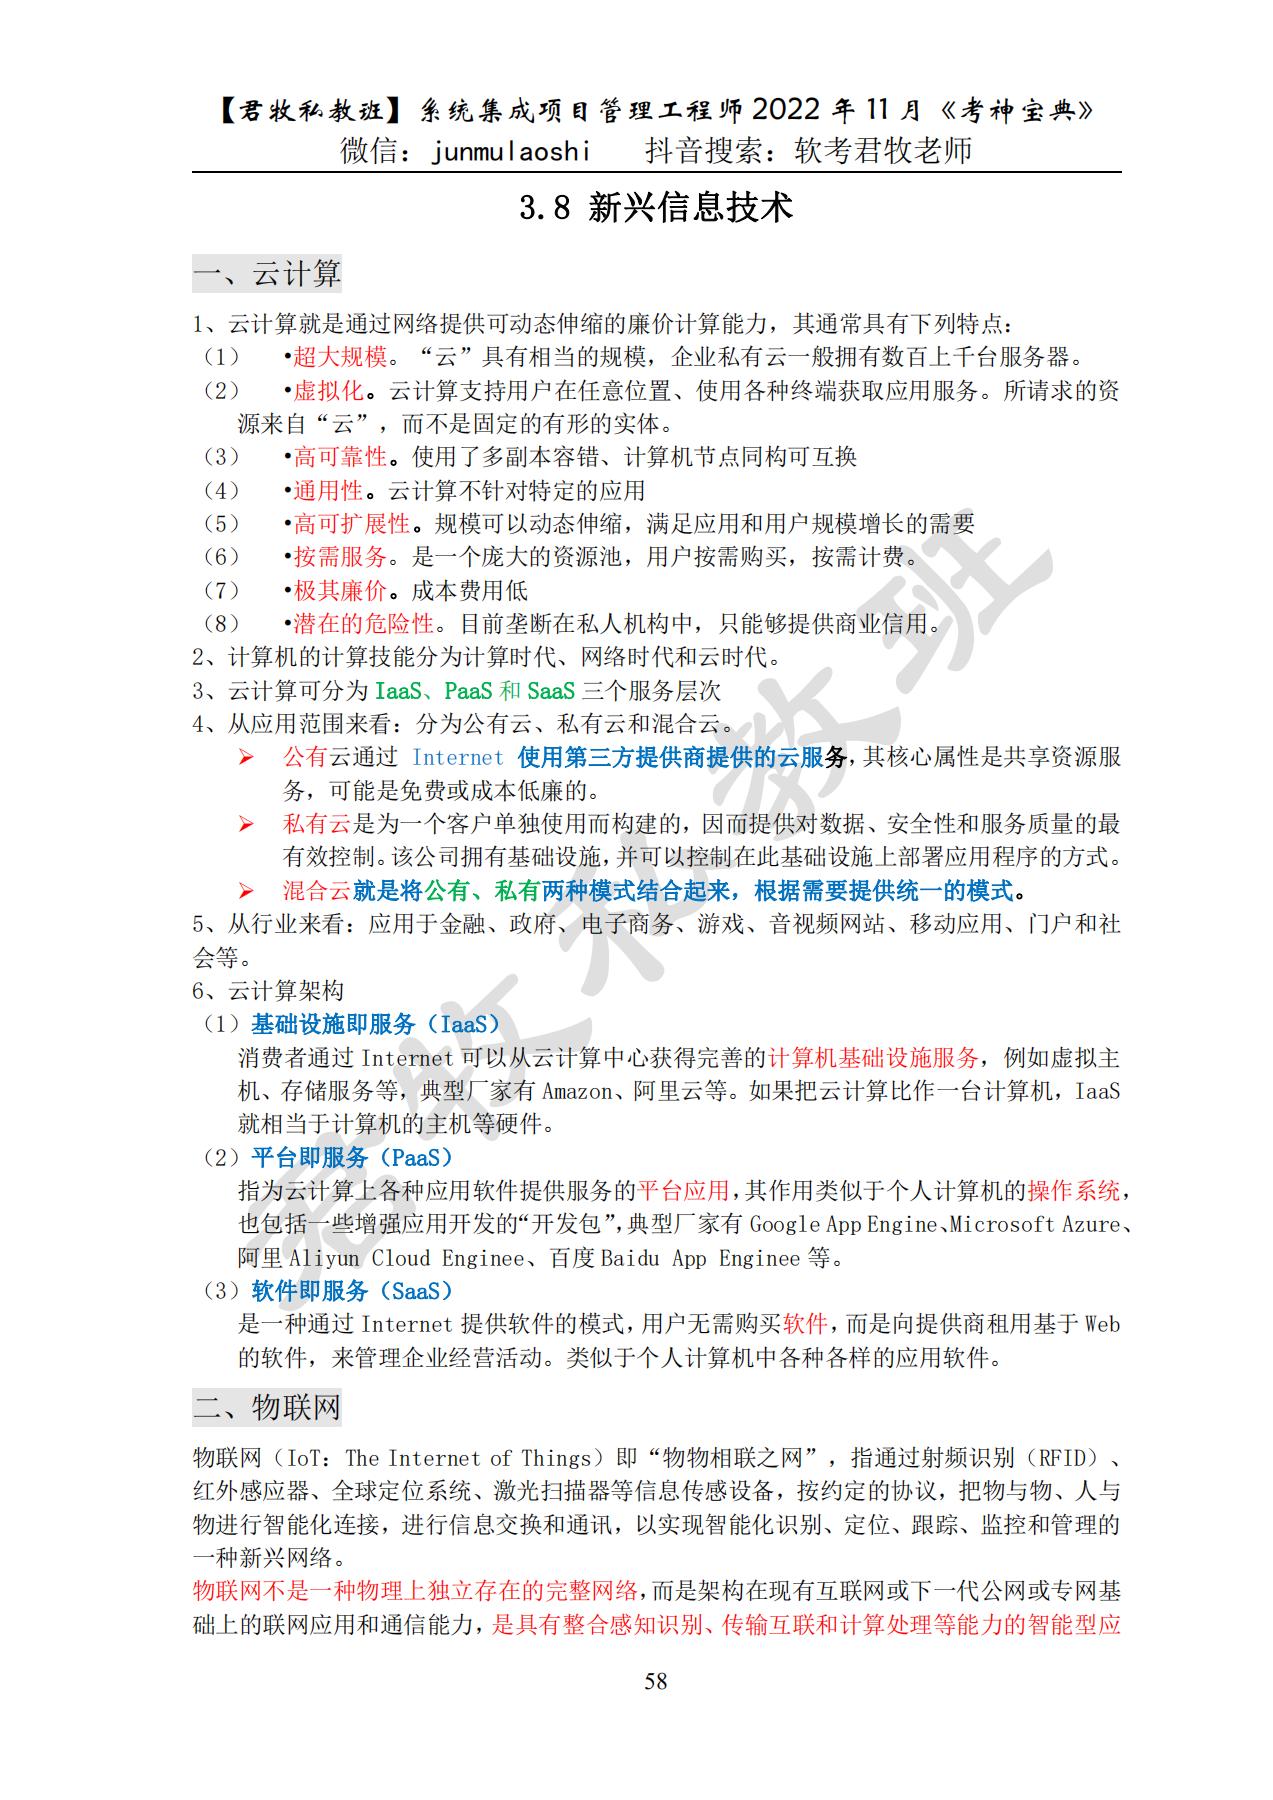 【君牧私教班】系统集成项目管理工程师 2022 年 11 月《考神宝典》
微信：junmulaoshi 抖音搜索：软考君牧老师
3.8 新兴信息技术
一、云计算
1、云计算就是通过网络提供可动态伸缩的廉价计算能力，其通常具有下列特点：
（1） •超大规模。“云”具有相当的规模，企业私有云一般拥有数百上千台服务器。
（2） •虚拟化。云计算支持用户在任意位置、使用各种终端获取应用服务。所请求的资
源来自“云”，而不是固定的有形的实体。
（3） •高可靠性。使用了多副本容错、计算机节点同构可互换
（4） •通用性。云计算不针对特定的应用
（5） •高可扩展性。规模可以动态伸缩，满足应用和用户规模增长的需要
（6） •按需服务。是一个庞大的资源池，用户按需购买，按需计费。
（7） •极其廉价。成本费用低
（8） •潜在的危险性。目前垄断在私人机构中，只能够提供商业信用。
2、计算机的计算技能分为计算时代、网络时代和云时代。
3、云计算可分为 IaaS、PaaS 和 SaaS 三个服务层次
4、从应用范围来看：分为公有云、私有云和混合云。
➢ 公有云通过 Internet 使用第三方提供商提供的云服务，其核心属性是共享资源服
务，可能是免费或成本低廉的。
➢ 私有云是为一个客户单独使用而构建的，因而提供对数据、安全性和服务质量的最
有效控制。该公司拥有基础设施，并可以控制在此基础设施上部署应用程序的方式。
➢ 混合云就是将公有、私有两种模式结合起来，根据需要提供统一的模式。
5、从行业来看：应用于金融、政府、电子商务、游戏、音视频网站、移动应用、门户和社
会等。
6、云计算架构
（1）基础设施即服务（IaaS）
消费者通过 Internet 可以从云计算中心获得完善的计算机基础设施服务，例如虚拟主
机、存储服务等，典型厂家有 Amazon、阿里云等。如果把云计算比作一台计算机，IaaS
就相当于计算机的主机等硬件。
（2）平台即服务（PaaS）
指为云计算上各种应用软件提供服务的平台应用，其作用类似于个人计算机的操作系统，
也包括一些增强应用开发的“开发包”，典型厂家有 Google App Engine、Microsoft Azure、
阿里 Aliyun Cloud Enginee、百度 Baidu App Enginee 等。
（3）软件即服务（SaaS）
是一种通过 Internet 提供软件的模式，用户无需购买软件，而是向提供商租用基于 Web
的软件，来管理企业经营活动。类似于个人计算机中各种各样的应用软件。
二、物联网
物联网（IoT：The Internet of Things）即“物物相联之网”，指通过射频识别（RFID）、
红外感应器、全球定位系统、激光扫描器等信息传感设备，按约定的协议，把物与物、人与
物进行智能化连接，进行信息交换和通讯，以实现智能化识别、定位、跟踪、监控和管理的
一种新兴网络。
物联网不是一种物理上独立存在的完整网络，而是架构在现有互联网或下一代公网或专网基
础上的联网应用和通信能力，是具有整合感知识别、传输互联和计算处理等能力的智能型应
58
君牧私教班